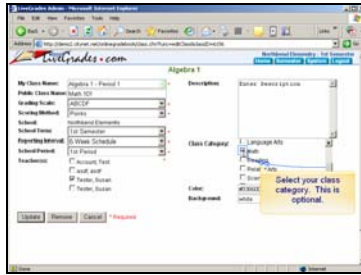 LiveGrades - Microsoft Internet Explorer
File Edit View Favorites Tools Help
Back Search Favorites
Address
Links
LiveGrades.com
Northland Elementary - 1st Semester
Home Semester System Logout
Algebra 1
My Class Name: Algebra 1 - Period 1
Public Class Name: Math 101
Grading Scale: ABCDF
Scoring Method: Points
School: Northland Elementary
School Term: 1st Semester
Reporting Interval: 6-Week Schedule
School Period: 1st Period
Teacher(s):
Account, Test
asdf, asdf
Tester, Susan
Tester, Susan
Description: Enter Description
Class Category:
Language Arts
Math
Reading
Color:
Background: white
Select your class
category. This is
optional.
Update Remove Cancel * Required
Done
Internet